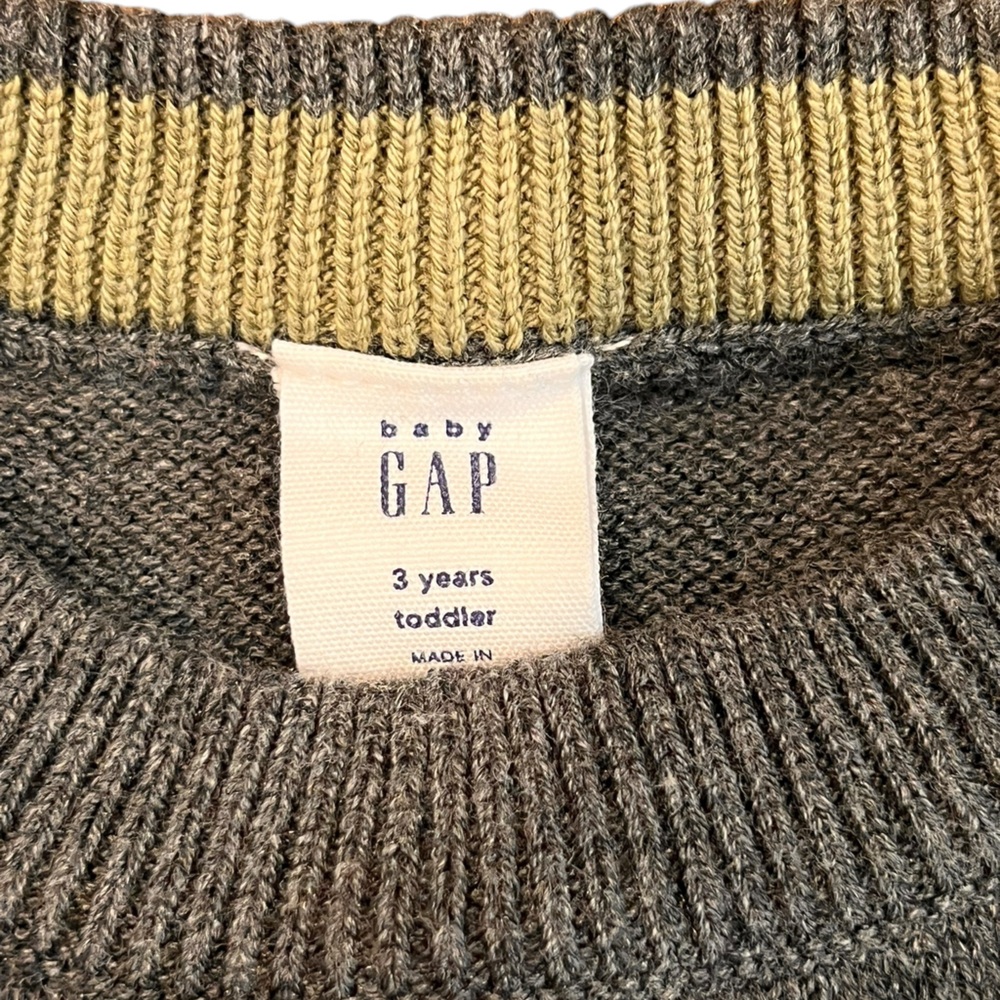 baby
GAP
3 years
toddler
MADE IN